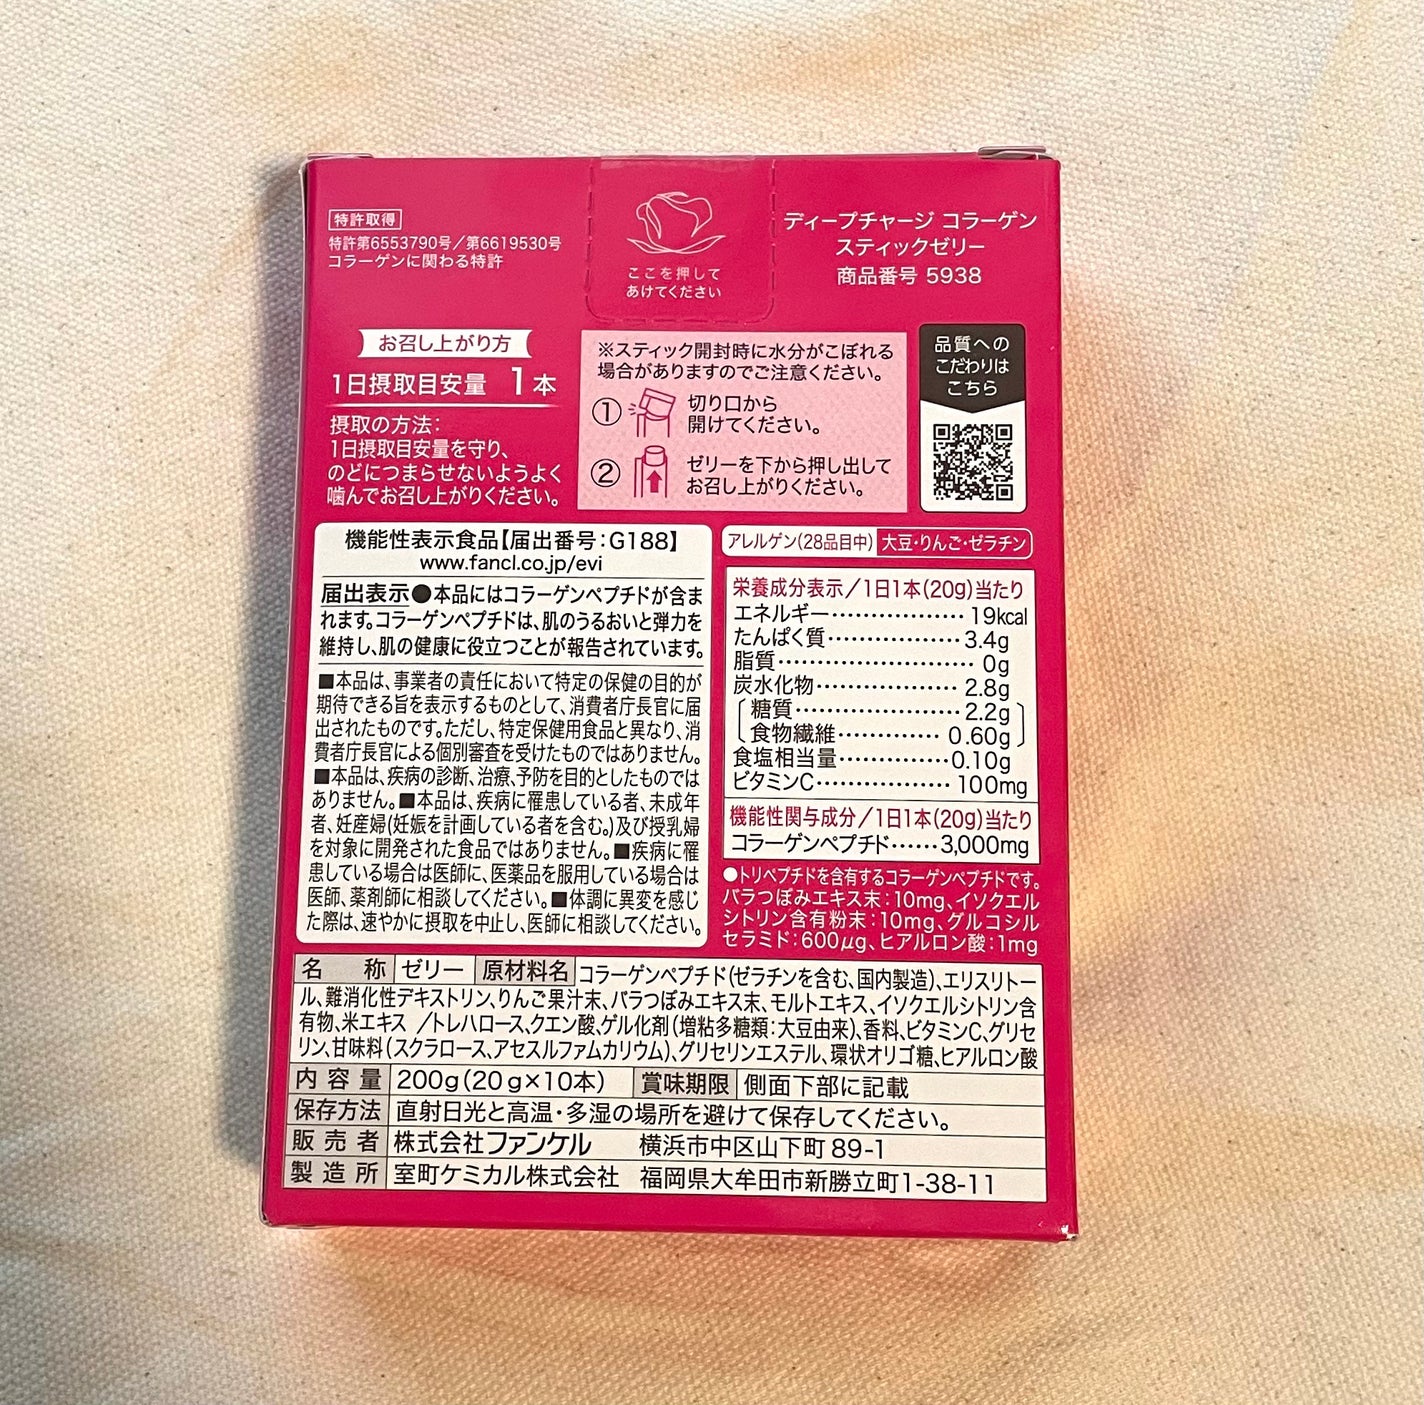 特許取得
特許第6553790号／第6619530号
コラーゲンに関わる特許
ここを押して
あけてください
ディープチャージ コラーゲン
スティックゼリー
商品番号 5938
お召し上がり方
1日摂取目安量 1本
摂取の方法：
1日摂取目安量を守り、
のどにつまらせないようよく
噛んでお召し上がりください。
※スティック開封時に水分がこぼれる
場合がありますのでご注意ください。
① 切り口から
開けてください。
② ゼリーを下から押し出して
お召し上がりください。
品質への
こだわりは
こちら
機能性表示食品【届出番号：G188】
www.fancl.co.jp/evi
届出表示●本品にはコラーゲンペプチドが含ま
れます。コラーゲンペプチドは、肌のうるおいと弾力を
維持し、肌の健康に役立つことが報告されています。
■本品は、事業者の責任において特定の保健の目的が
期待できる旨を表示するものとして、消費者庁長官に届
出されたものです。ただし、特定保健用食品と異なり、消
費者庁長官による個別審査を受けたものではありません。
■本品は、疾病の診断、治療、予防を目的としたものでは
ありません。■本品は、疾病に罹患している者、未成年
者、妊産婦(妊娠を計画している者を含む。)及び授乳婦
を対象に開発された食品ではありません。■疾病に罹
患している場合は医師に、医薬品を服用している場合は
医師、薬剤師に相談してください。■体調に異変を感じ
た際は、速やかに摂取を中止し、医師に相談してください。
アレルゲン(28品目中) 大豆・りんご・ゼラチン
栄養成分表示／1日1本(20g)当たり
エネルギー……………… 19kcal
たんぱく質……………… 3.4g
脂質……………………… 0g
炭水化物………………… 2.8g
糖質……………………… 2.2g
食物繊維………… 0.60g
食塩相当量……………0.10g
ビタミンC……………… 100mg
機能性関与成分／1日1本(20g)当たり
コラーゲンペプチド……3,000mg
●トリペプチドを含有するコラーゲンペプチドです。
バラつぼみエキス末：10mg、イソクエル
シトリン含有粉末：10mg、グルコシル
セラミド：600μg、ヒアルロン酸：1mg
名称 ゼリー 原材料名 コラーゲンペプチド(ゼラチンを含む、国内製造)、エリスリトー
ル、難消化性デキストリン、りんご果汁末、バラつぼみエキス末、モルトエキス、イソクエルシトリン含
有物、米エキス ／トレハロース、クエン酸、ゲル化剤(増粘多糖類：大豆由来)、香料、ビタミンC、グリセ
リン、甘味料(スクラロース、アセスルファムカリウム)、グリセリンエステル、環状オリゴ糖、ヒアルロン酸
内容量 200g(20g×10本) 賞味期限 側面下部に記載
保存方法 直射日光と高温・多湿の場所を避けて保存してください。
販売者 株式会社ファンケル 横浜市中区山下町89-1
製造所 室町ケミカル株式会社 福岡県大牟田市新勝立町1-38-11